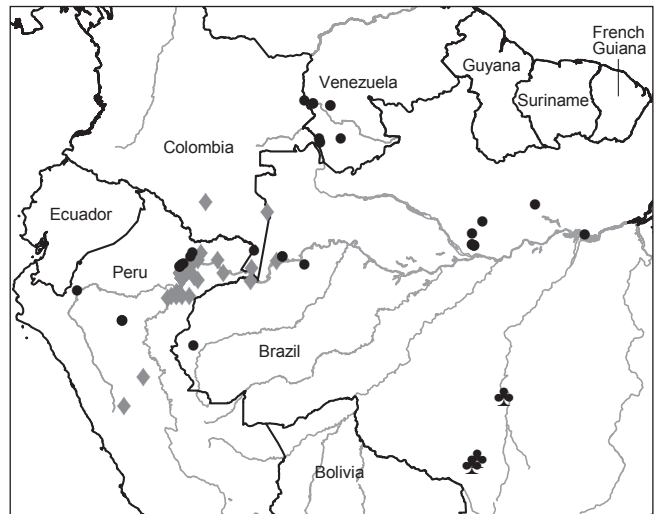 French
Guiana
Guyana
Venezuela
Suriname
Colombia
Ecuador
Peru
Brazil
Bolivia